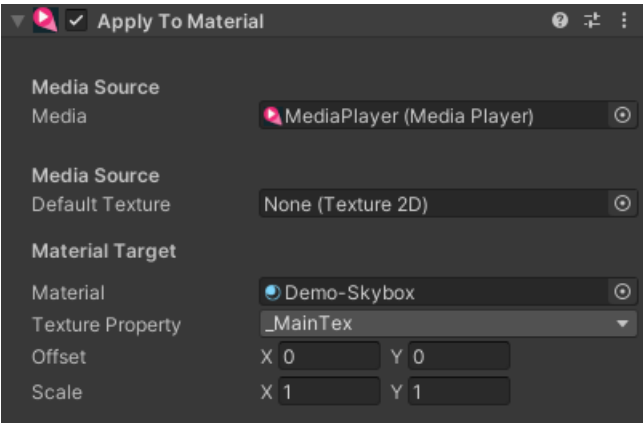 Apply To Material
Media Source
Media MediaPlayer (Media Player)
Media Source
Default Texture None (Texture 2D)
Material Target
Material Demo-Skybox
Texture Property _MainTex
Offset X 0 Y 0
Scale X 1 Y 1